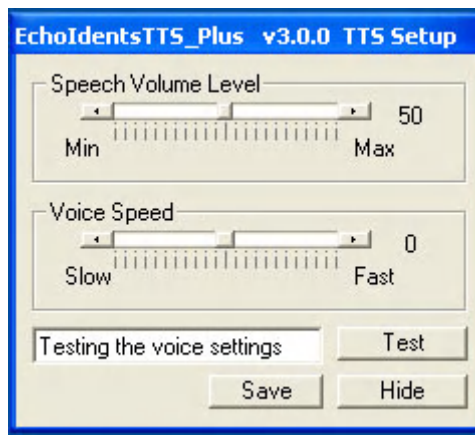 EchoIdentsTTS_Plus v3.0.0 TTS Setup
Speech Volume Level
50
Min Max
Voice Speed
0
Slow Fast
Testing the voice settings Test
Save Hide